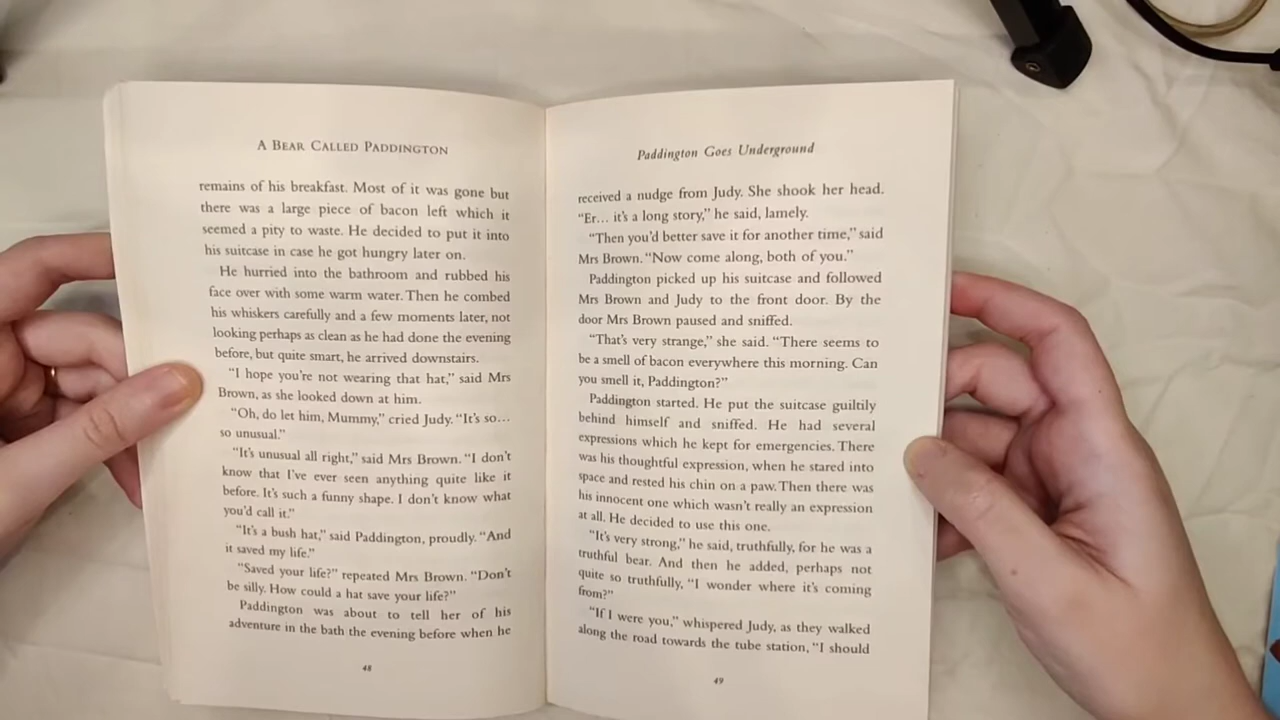 A BEAR CALLED PADDINGTON
remains of his breakfast. Most of it was gone but
there was a large piece of bacon left which it
seemed a pity to waste. He decided to put it into
his suitcase in case he got hungry later on.
He hurried into the bathroom and rubbed his
face over with some warm water. Then he combed
his whiskers carefully and a few moments later, not
looking perhaps as clean as he had done the evening
before, but quite smart, he arrived downstairs.
“I hope you’re not wearing that hat,” said Mrs
Brown, as she looked down at him.
“Oh, do let him, Mummy,” cried Judy. “It’s so…
so unusual.”
“It’s unusual all right,” said Mrs Brown. “I don’t
know that I’ve ever seen anything quite like it
before. It’s such a funny shape. I don’t know what
you’d call it.”
“It’s a bush hat,” said Paddington, proudly. “And
it saved my life.”
“Saved your life?” repeated Mrs Brown. “Don’t
be silly. How could a hat save your life?”
Paddington was about to tell her of his
adventure in the bath the evening before when he
48
Paddington Goes Underground
received a nudge from Judy. She shook her head.
“Er… it’s a long story,” he said, lamely.
“Then you’d better save it for another time,” said
Mrs Brown. “Now come along, both of you.”
Paddington picked up his suitcase and followed
Mrs Brown and Judy to the front door. By the
door Mrs Brown paused and sniffed.
“That’s very strange,” she said. “There seems to
be a smell of bacon everywhere this morning. Can
you smell it, Paddington?”
Paddington started. He put the suitcase guiltily
behind himself and sniffed. He had several
expressions which he kept for emergencies. There
was his thoughtful expression, when he stared into
space and rested his chin on a paw. Then there was
his innocent one which wasn’t really an expression
at all. He decided to use this one.
“It’s very strong,” he said, truthfully, for he was a
truthful bear. And then he added, perhaps not
quite so truthfully, “I wonder where it’s coming
from?”
“If I were you,” whispered Judy, as they walked
along the road towards the tube station, “I should
49